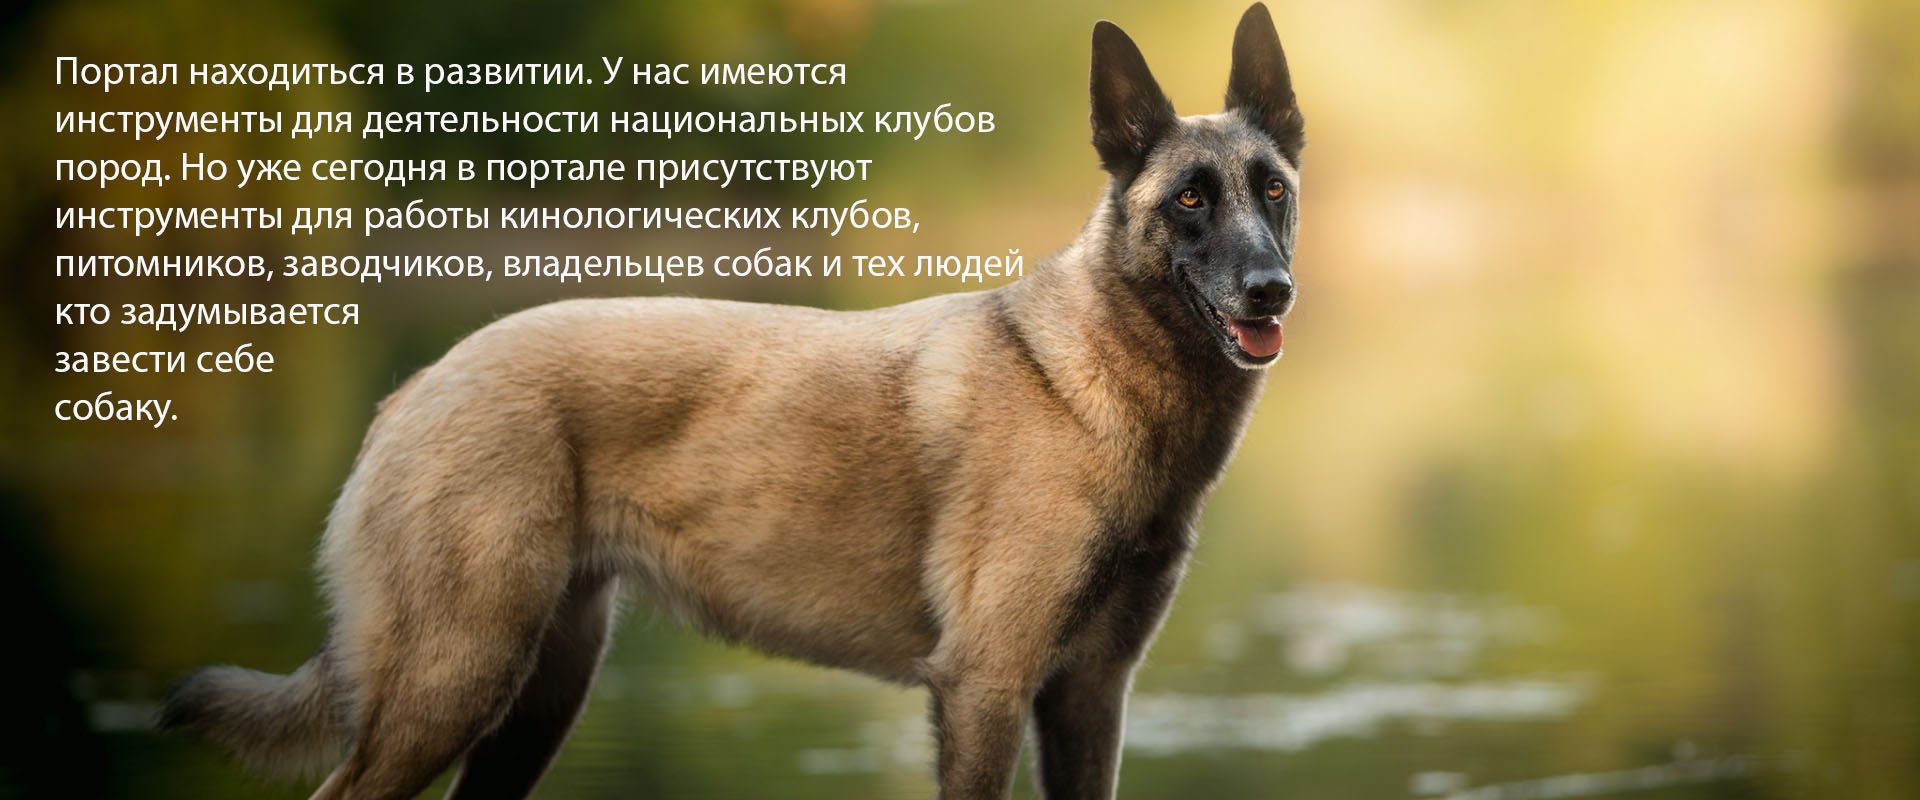 Портал находиться в развитии. У нас имеются
инструменты для деятельности национальных клубов
пород. Но уже сегодня в портале присутствуют
инструменты для работы кинологических клубов,
питомников, заводчиков, владельцев собак и тех людей
кто задумывается
завести себе
собаку.